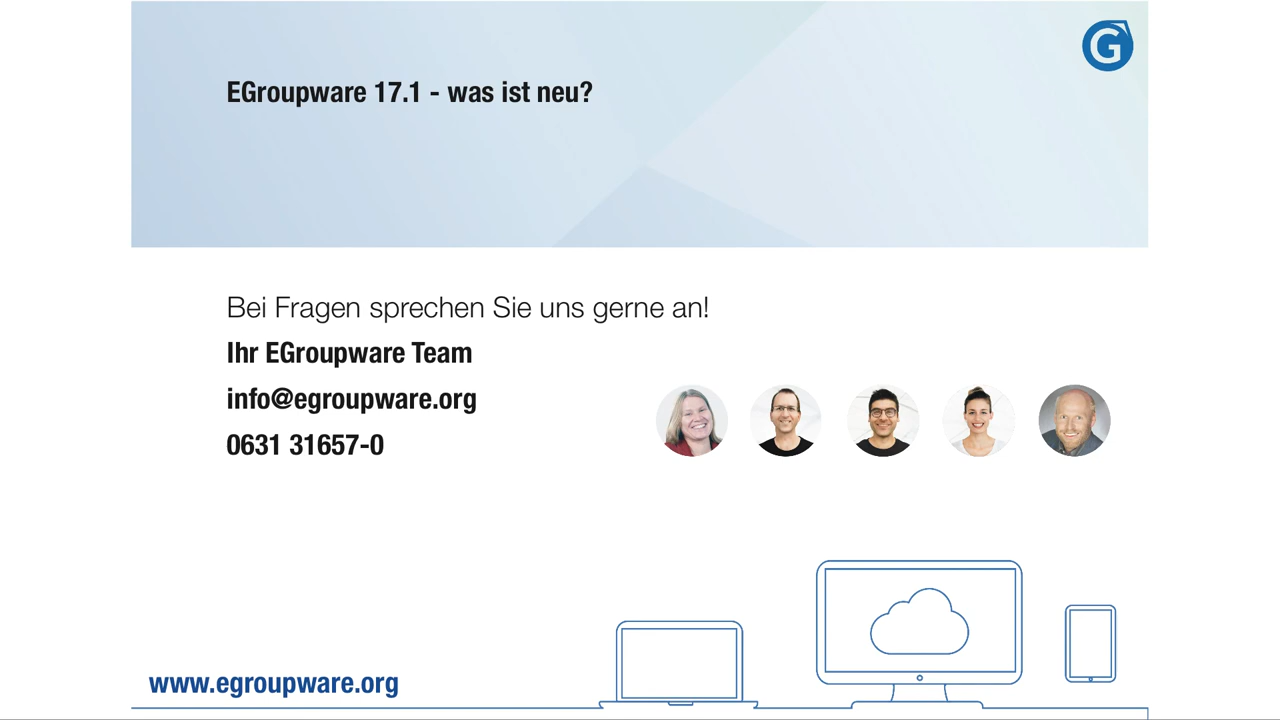 G
EGroupware 17.1 - was ist neu?
Bei Fragen sprechen Sie uns gerne an!
Ihr EGroupware Team
info@egroupware.org
0631 31657-0
www.egroupware.org